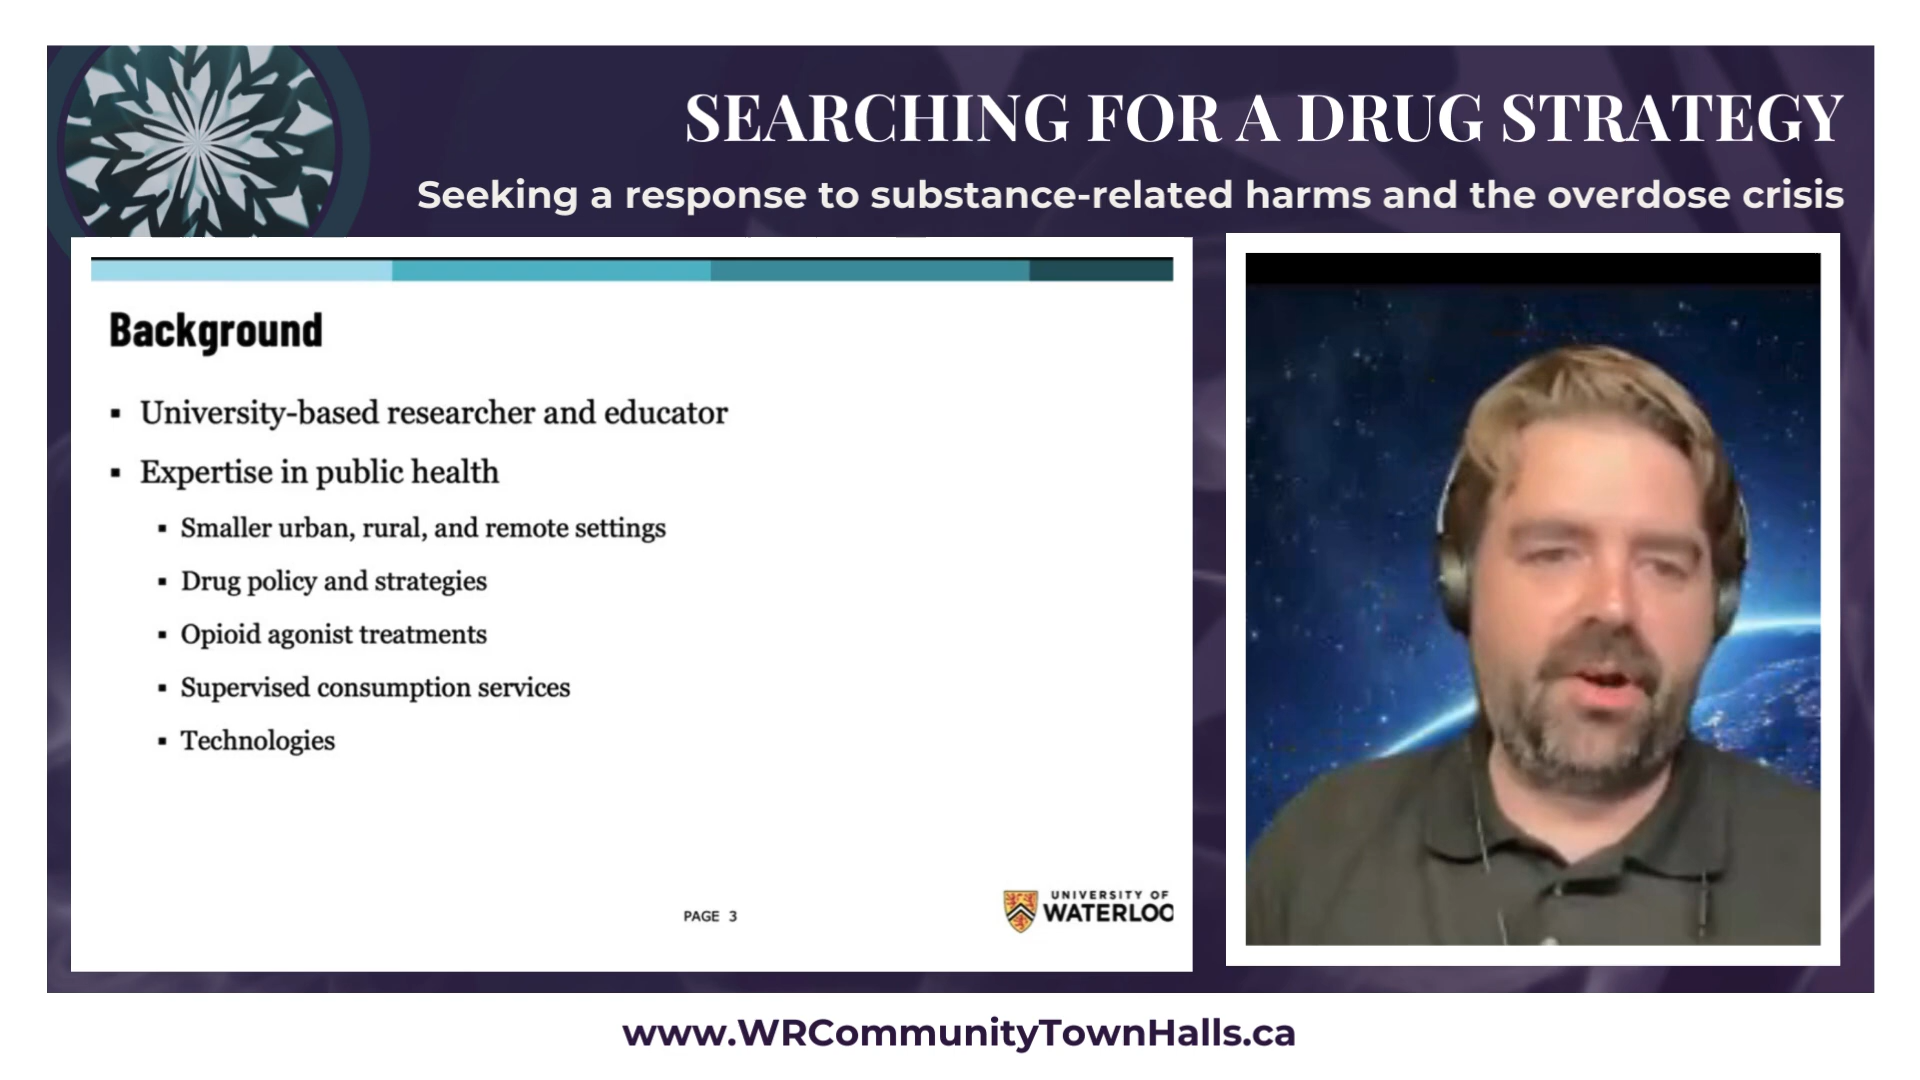 SEARCHING FOR A DRUG STRATEGY
Seeking a response to substance-related harms and the overdose crisis
Background
▪ University-based researcher and educator
▪ Expertise in public health
▪ Smaller urban, rural, and remote settings
▪ Drug policy and strategies
▪ Opioid agonist treatments
▪ Supervised consumption services
▪ Technologies
PAGE 3
UNIVERSITY OF
WATERLOO
www.WRCommunityTownHalls.ca